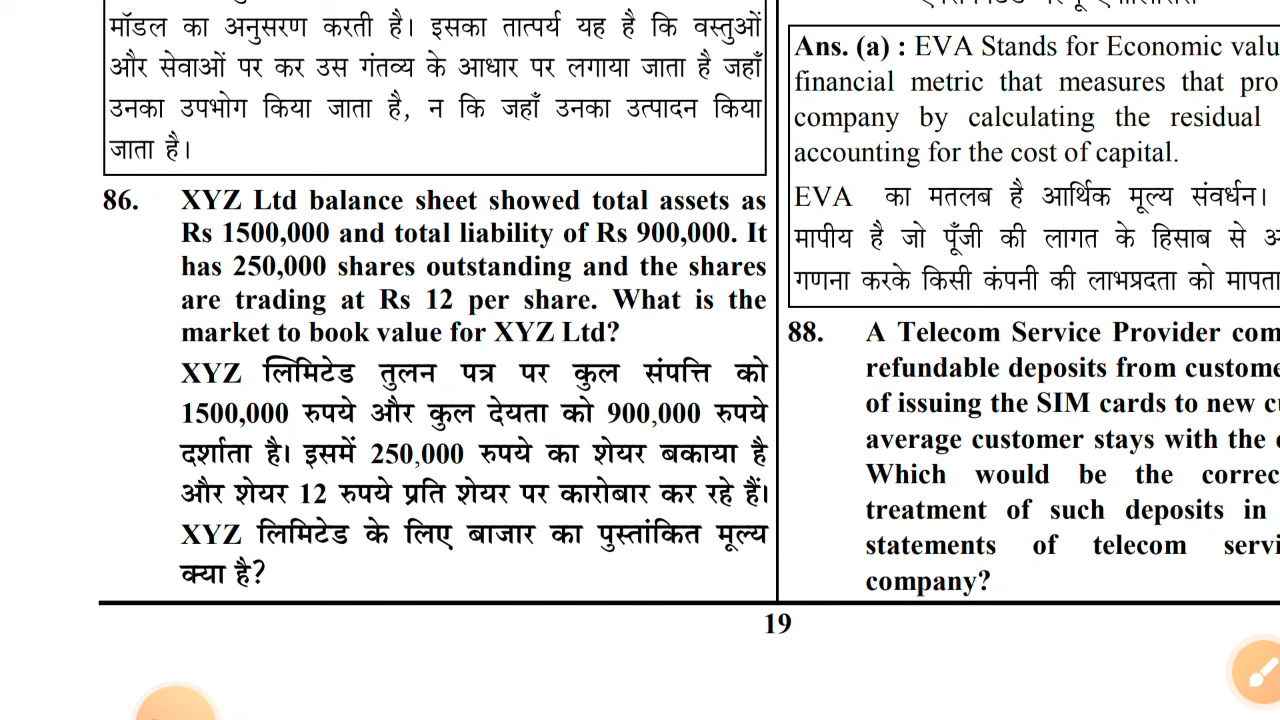 मॉडल का अनुसरण करती है। इसका तात्पर्य यह है कि वस्तुओं
और सेवाओं पर कर उस गंतव्य के आधार पर लगाया जाता है जहाँ
उनका उपभोग किया जाता है, न कि जहाँ उनका उत्पादन किया
जाता है।
86. XYZ Ltd balance sheet showed total assets as
Rs 1500,000 and total liability of Rs 900,000. It
has 250,000 shares outstanding and the shares
are trading at Rs 12 per share. What is the
market to book value for XYZ Ltd?
XYZ लिमिटेड तुलन पत्र पर कुल संपत्ति को
1500,000 रुपये और कुल देयता को 900,000 रुपये
दर्शाता है। इसमें 250,000 रुपये का शेयर बकाया है
और शेयर 12 रुपये प्रति शेयर पर कारोबार कर रहे हैं।
XYZ लिमिटेड के लिए बाजार का पुस्तांकित मूल्य
क्या है?
Ans. (a) : EVA Stands for Economic valu
financial metric that measures that pro
company by calculating the residual
accounting for the cost of capital.
EVA का मतलब है आर्थिक मूल्य संवर्धन।
मापीय है जो पूँजी की लागत के हिसाब से अ
गणना करके किसी कंपनी की लाभप्रदता को मापता
88. A Telecom Service Provider com
refundable deposits from custome
of issuing the SIM cards to new cu
average customer stays with the
Which would be the correc
treatment of such deposits in
statements of telecom servi
company?
19